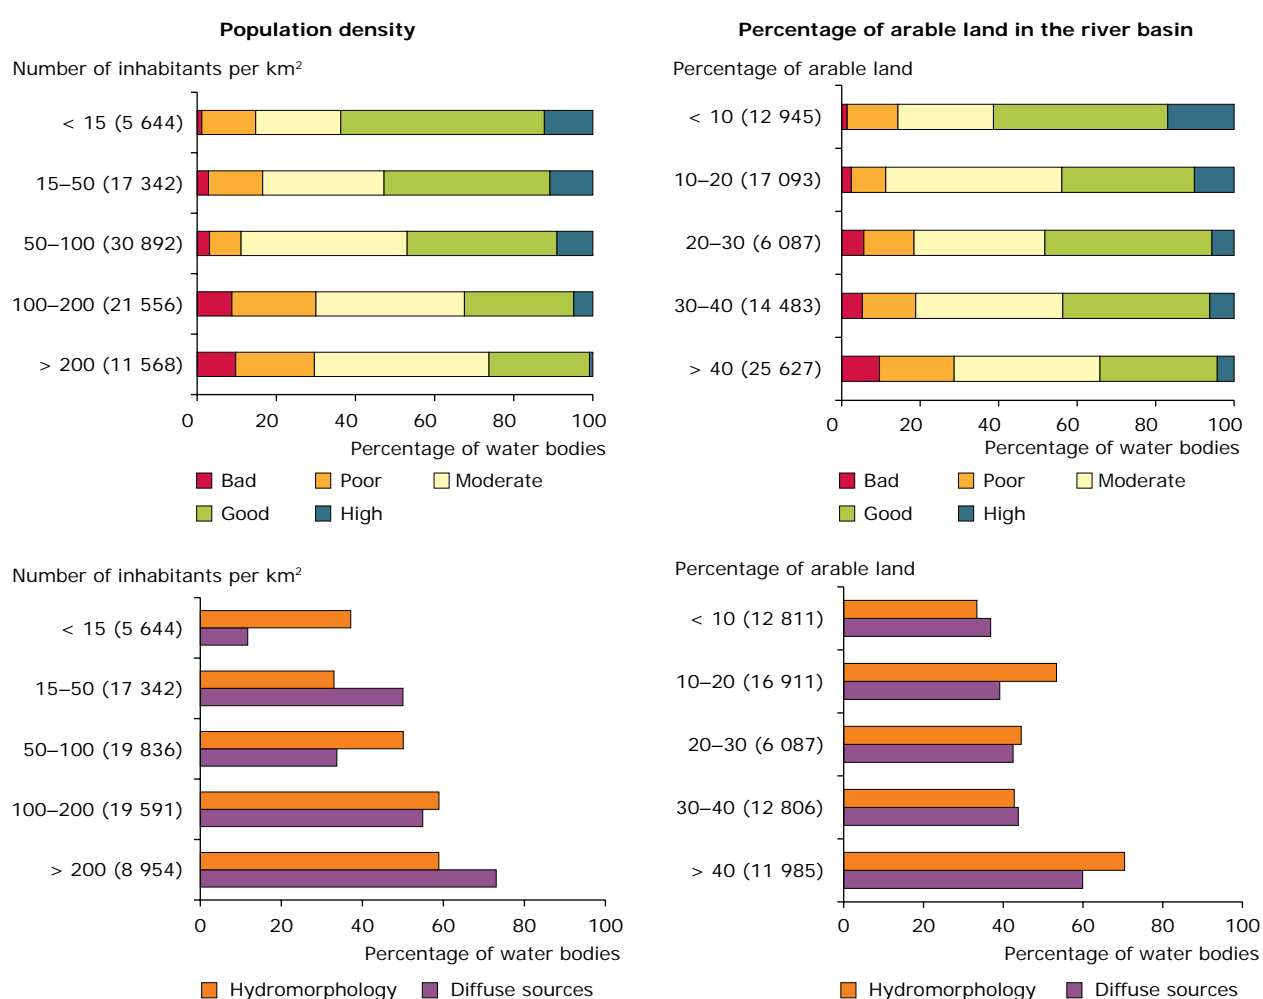 Population density
Number of inhabitants per km²
< 15 (5 644)
15–50 (17 342)
50–100 (30 892)
100–200 (21 556)
> 200 (11 568)
0 20 40 60 80 100
Percentage of water bodies
Bad Poor Moderate
Good High
Percentage of arable land in the river basin
Percentage of arable land
< 10 (12 945)
10–20 (17 093)
20–30 (6 087)
30–40 (14 483)
> 40 (25 627)
0 20 40 60 80 100
Percentage of water bodies
Bad Poor Moderate
Good High
Number of inhabitants per km²
< 15 (5 644)
15–50 (17 342)
50–100 (19 836)
100–200 (19 591)
> 200 (8 954)
0 20 40 60 80 100
Percentage of water bodies
Hydromorphology Diffuse sources
Percentage of arable land
< 10 (12 811)
10–20 (16 911)
20–30 (6 087)
30–40 (12 806)
> 40 (11 985)
0 20 40 60 80 100
Percentage of water bodies
Hydromorphology Diffuse sources